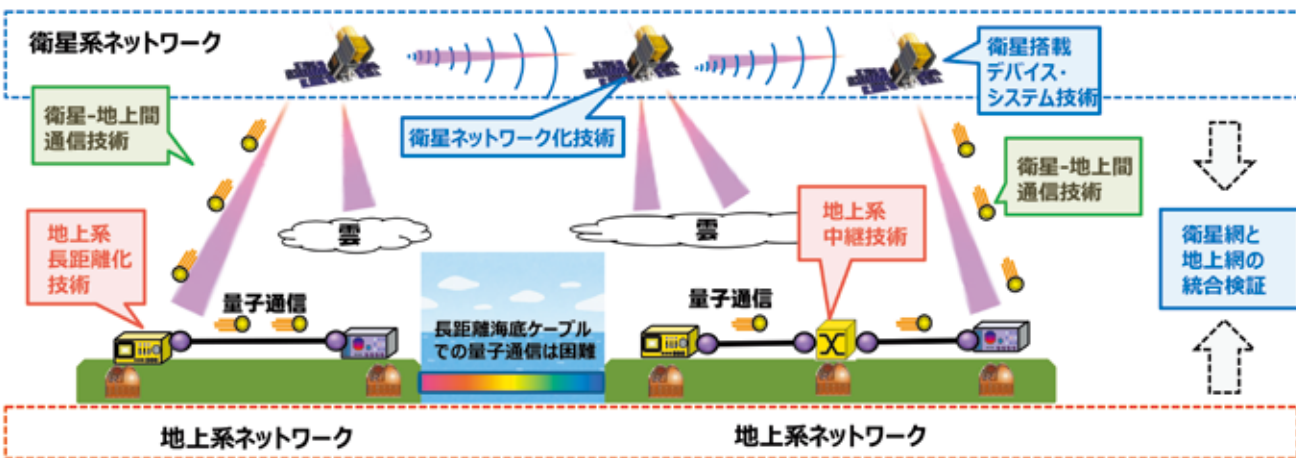 衛星系ネットワーク
衛星搭載
デバイス・
システム技術
衛星-地上間
通信技術
衛星ネットワーク化技術
衛星-地上間
通信技術
地上系
長距離化
技術
雲
雲
地上系
中継技術
衛星網と
地上網の
統合検証
量子通信
量子通信
長距離海底ケーブル
での量子通信は困難
地上系ネットワーク
地上系ネットワーク